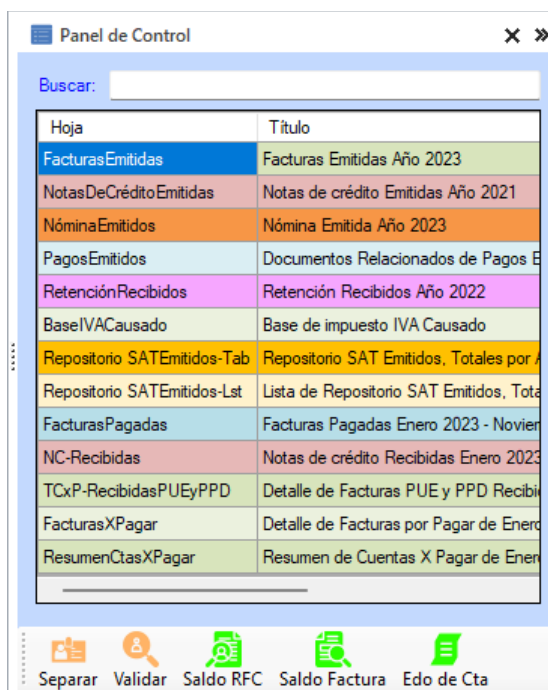 Panel de Control
Buscar:
Hoja Título
FacturasEmitidas Facturas Emitidas Año 2023
NotasDeCréditoEmitidas Notas de crédito Emitidas Año 2021
NóminaEmitidos Nómina Emitida Año 2023
PagosEmitidos Documentos Relacionados de Pagos E
RetenciónRecibidos Retención Recibidos Año 2022
BaseIVACausado Base de impuesto IVA Causado
Repositorio SATEmitidos-Tab Repositorio SAT Emitidos, Totales por A
Repositorio SATEmitidos-Lst Lista de Repositorio SAT Emitidos, Tota
FacturasPagadas Facturas Pagadas Enero 2023 - Noviem
NC-Recibidas Notas de crédito Recibidas Enero 2023
TCxP-RecibidasPUEyPPD Detalle de Facturas PUE y PPD Recibi
FacturasXPagar Detalle de Facturas por Pagar de Enero
ResumenCtasXPagar Resumen de Cuentas X Pagar de Ener
Separar Validar Saldo RFC Saldo Factura Edo de Cta